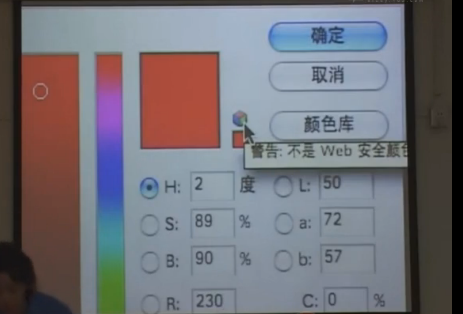 确定
取消
颜色库
警告: 不是 Web 安全颜色
H: 2 度 L: 50
S: 89 % a: 72
B: 90 % b: 57
R: 230 C: 0 %